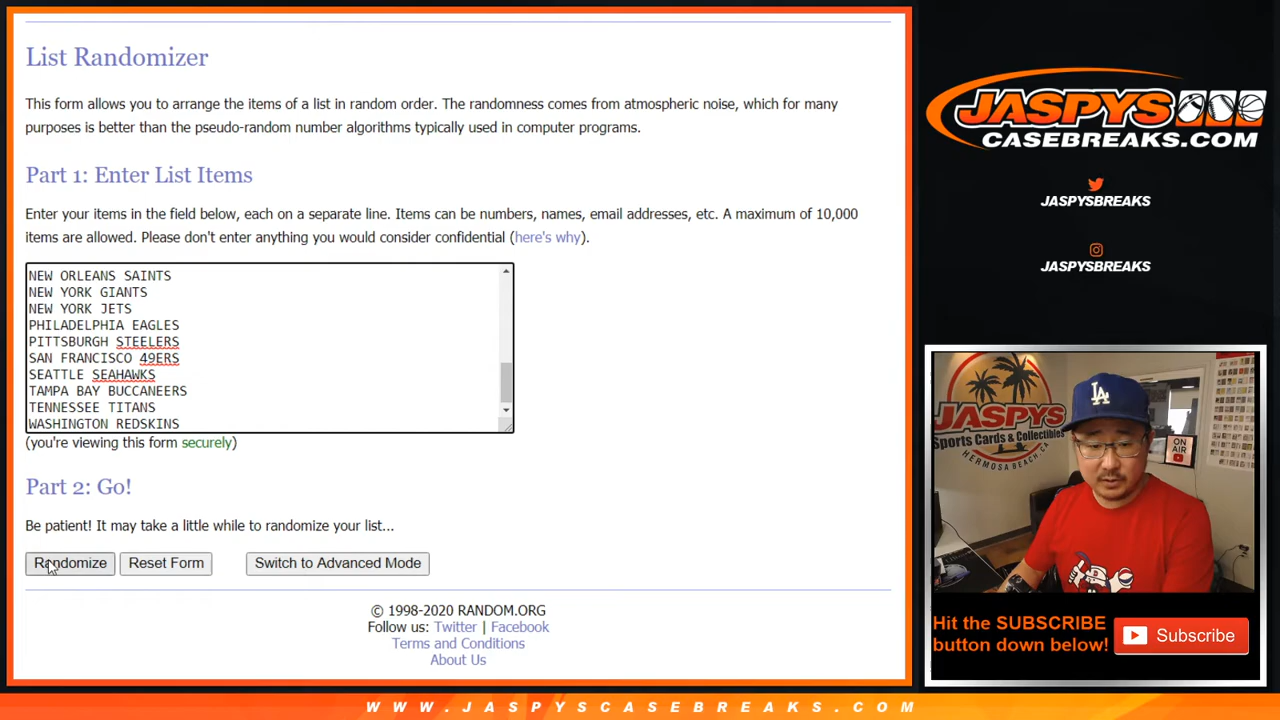 List Randomizer
This form allows you to arrange the items of a list in random order. The randomness comes from atmospheric noise, which for many
purposes is better than the pseudo-random number algorithms typically used in computer programs.
Part 1: Enter List Items
Enter your items in the field below, each on a separate line. Items can be numbers, names, email addresses, etc. A maximum of 10,000
items are allowed. Please don't enter anything you would consider confidential (here's why).
NEW ORLEANS SAINTS
NEW YORK GIANTS
NEW YORK JETS
PHILADELPHIA EAGLES
PITTSBURGH STEELERS
SAN FRANCISCO 49ERS
SEATTLE SEAHAWKS
TAMPA BAY BUCCANEERS
TENNESSEE TITANS
WASHINGTON REDSKINS
(you're viewing this form securely)
Part 2: Go!
Be patient! It may take a little while to randomize your list...
Randomize Reset Form Switch to Advanced Mode
© 1998-2020 RANDOM.ORG
Follow us: Twitter | Facebook
Terms and Conditions
About Us
JASPYS
CASEBREAKS.COM
JASPYSBREAKS
JASPYSBREAKS
JASPYS
Sports Cards & Collectibles
HERMOSA BEACH, CA
LA
ON
AIR
Hit the SUBSCRIBE
button down below!
Subscribe
WWW.JASPYSCASEBREAKS.COM